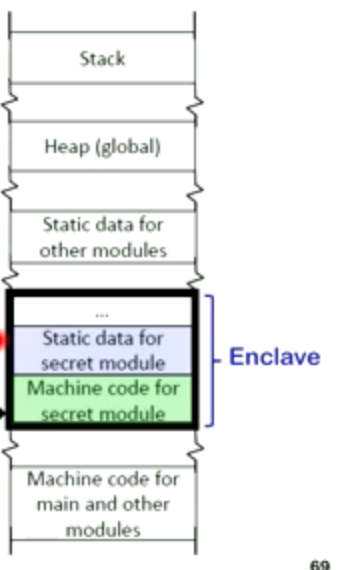 Stack
Heap (global)
Static data for
other modules
...
Static data for
secret module
Enclave
Machine code for
secret module
Machine code for
main and other
modules
69